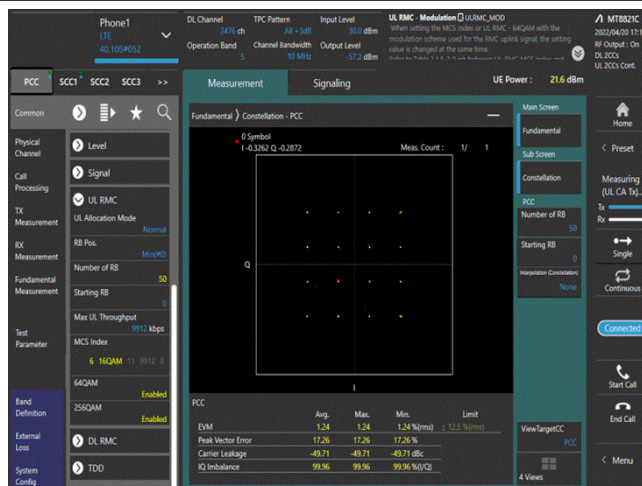 Phone1
LTE
40.105#052
DL Channel
2476 ch
TPC Pattern
All +3dB
Input Level
30.0 dBm
Operation Band
5
Channel Bandwidth
10 MHz
Output Level
-57.2 dBm
UL RMC - Modulation ULRMC_MOD
When setting the MCS index or UL RMC - 64QAM with the
modulation scheme used for the RMC uplink signal, the setting
value is changed at the same time.
MT8821C
2022/04/20 17:1
RF Output : On
DL 2CCs
UL 2CCs Cont.
PCC SCC1 SCC2 SCC3 >>
Measurement
Signaling
UE Power : 21.6 dBm
Common
Physical
Channel
Call
Processing
TX
Measurement
RX
Measurement
Fundamental
Measurement
Test
Parameter
Band
Definition
External
Loss
System
Config
Level
Signal
UL RMC
UL Allocation Mode
Normal
RB Pos.
Min(#0)
Number of RB
50
Starting RB
0
Max UL Throughput
9912 kbps
MCS Index
6 16QAM 11 9912 8
64QAM
Enabled
256QAM
Enabled
DL RMC
TDD
Fundamental Constellation - PCC
0 Symbol
I -0.3262 Q -0.2872
Meas. Count : 1/ 1
Q
I
PCC
Avg. Max. Min. Limit
EVM 1.24 1.24 1.24 %(rms) ≤ 12.5 %(rms)
Peak Vector Error 17.26 17.26 17.26 %
Carrier Leakage -49.71 -49.71 -49.71 dBc
IQ Imbalance 99.96 99.96 99.96 %(I/Q)
Main Screen
Fundamental
Sub Screen
Constellation
PCC
Number of RB
50
Starting RB
0
Interpolation (Constellation)
None
ViewTargetCC
PCC
4 Views
Home
Preset
Measuring
(UL CA Tx)..
Tx
Rx
Single
Continuous
Connected
Start Call
End Call
Menu